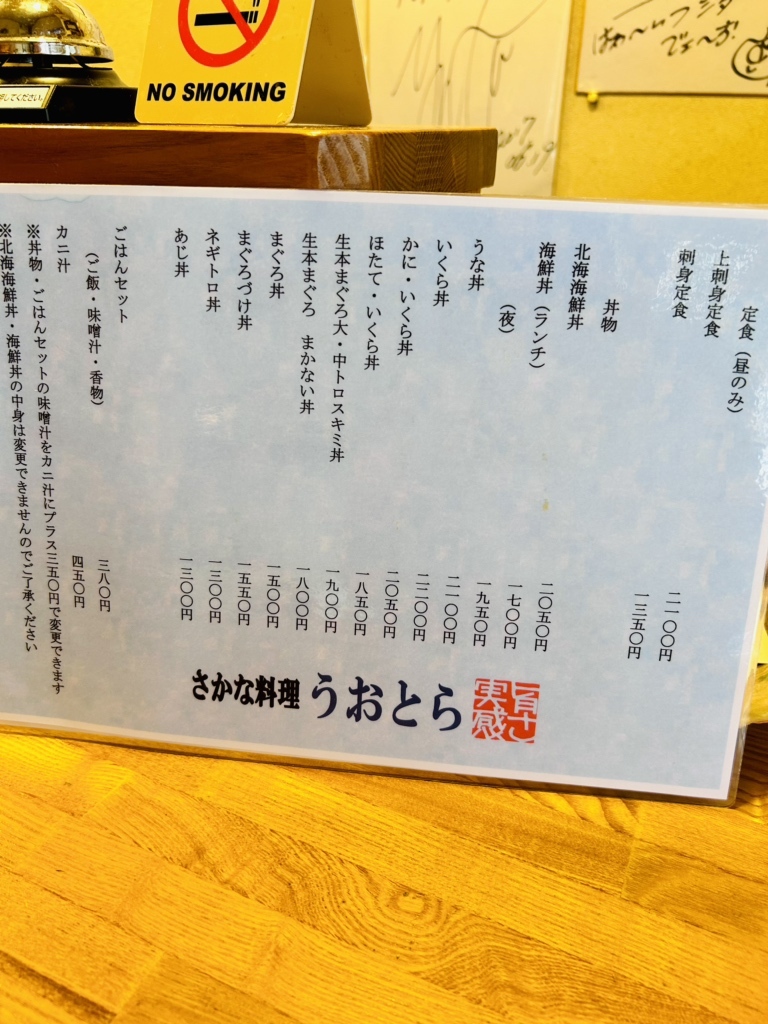 NO SMOKING
定食（昼のみ）
上刺身定食 二一〇〇円
刺身定食 一三五〇円
丼物
北海海鮮丼 二〇五〇円
海鮮丼（ランチ） 一七〇〇円
（夜） 一九五〇円
うな丼 二一〇〇円
いくら丼 二二〇〇円
かに・いくら丼 二〇五〇円
ほたて・いくら丼 一八五〇円
生本まぐろ大・中トロスキミ丼 一九〇〇円
生本まぐろ まかない丼 一八〇〇円
まぐろ丼 一五〇〇円
まぐろづけ丼 一五五〇円
ネギトロ丼 一三〇〇円
あじ丼 一三〇〇円
ごはんセット
（ご飯・味噌汁・香物） 三八〇円
カニ汁 四五〇円
※丼物・ごはんセットの味噌汁をカニ汁にプラス三五〇円で変更できます
※北海海鮮丼・海鮮丼の中身は変更できませんのでご了承ください
さかな料理 うおとら